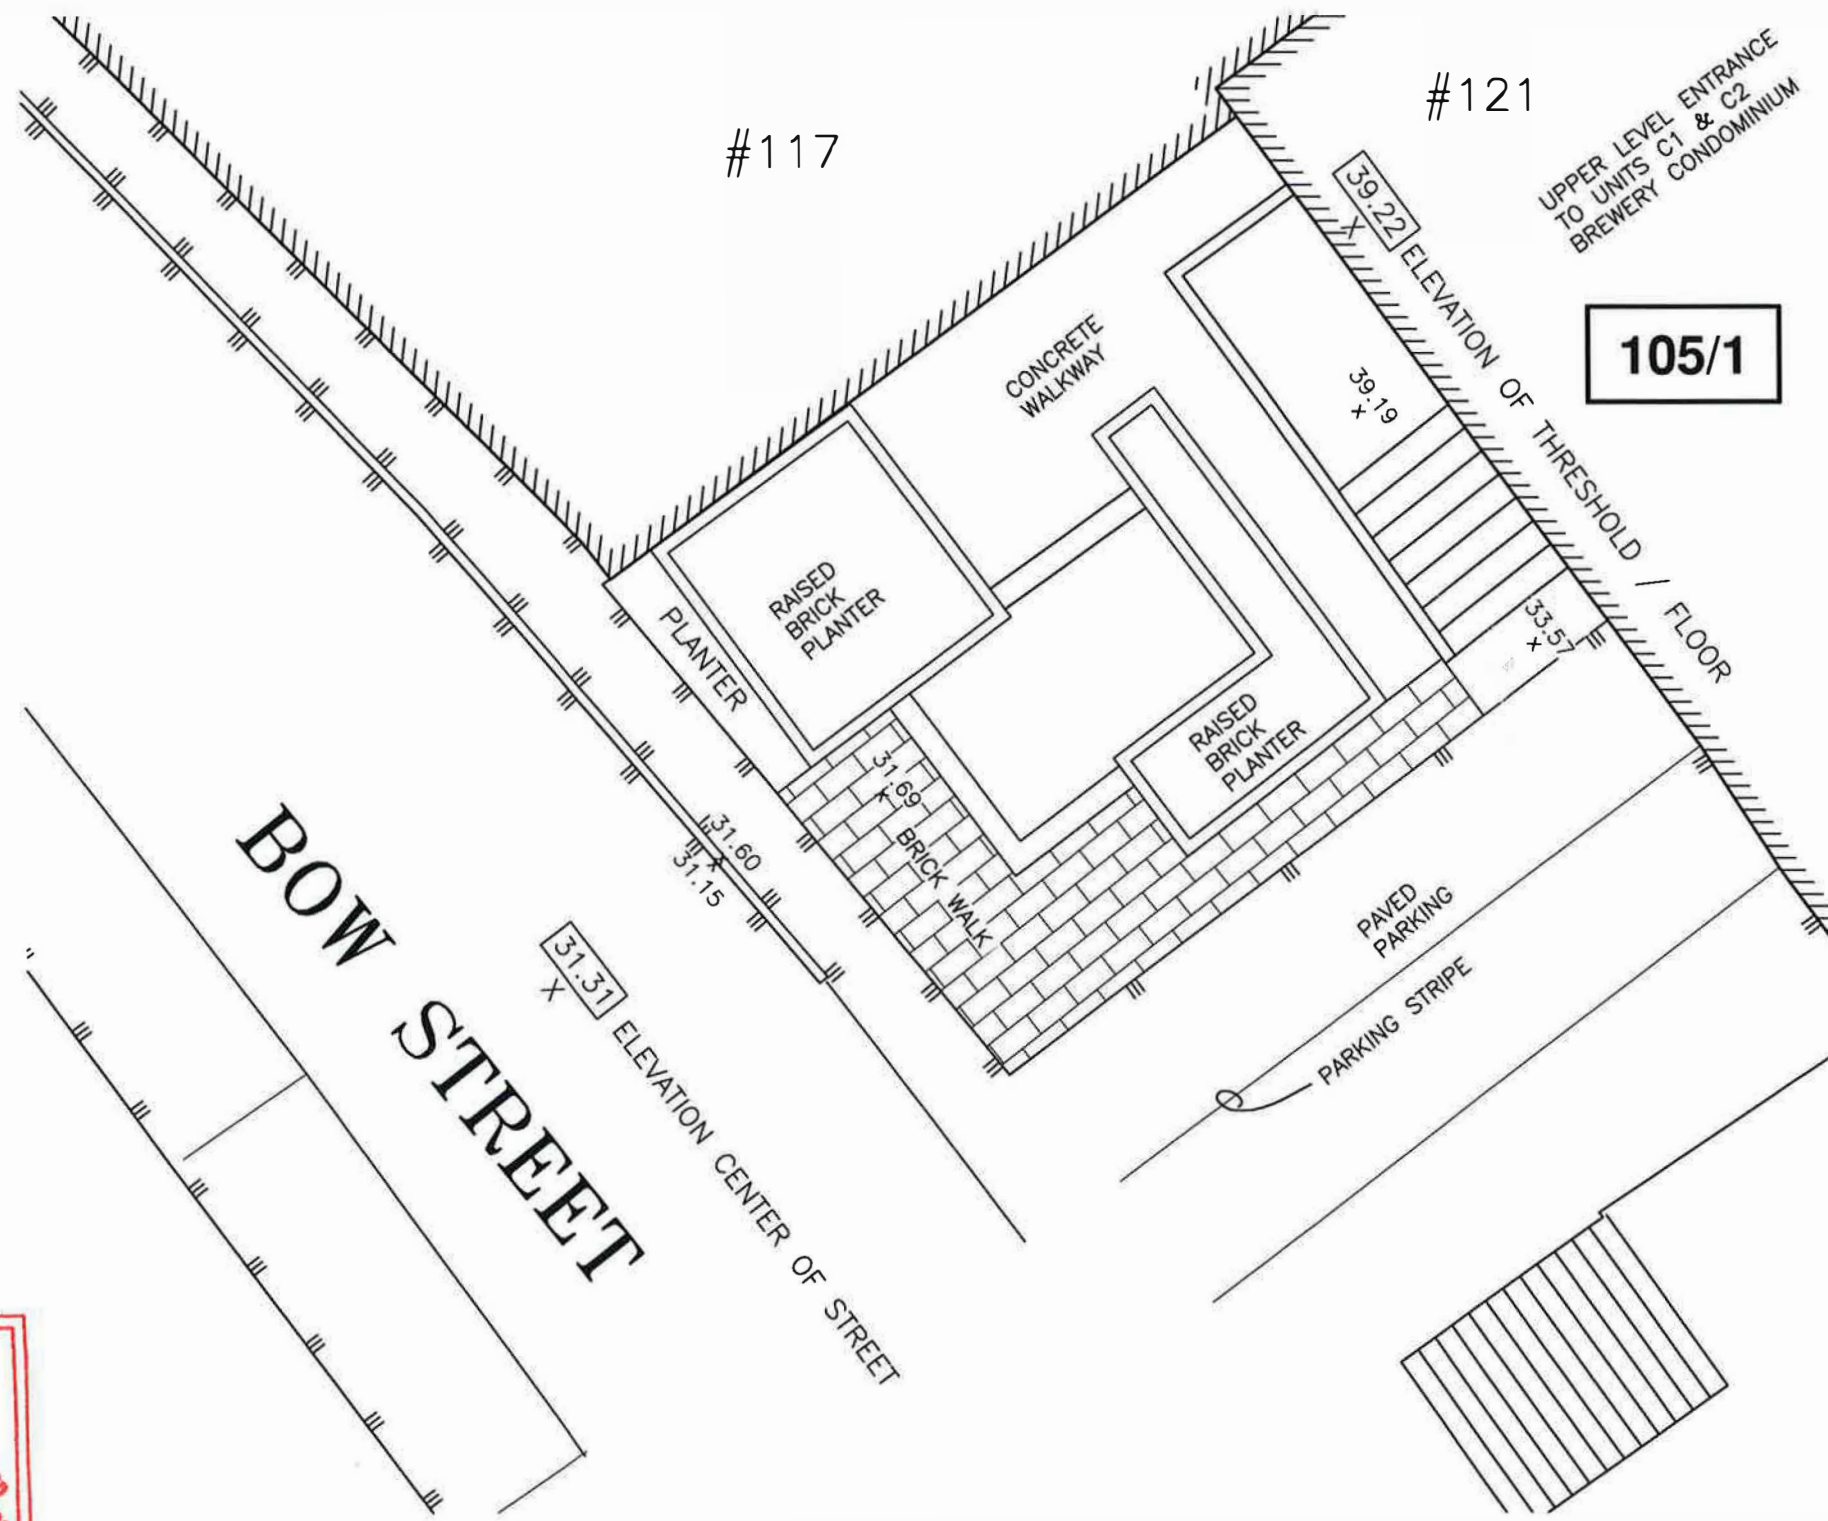 #117
#121
UPPER LEVEL ENTRANCE
TO UNITS C1 & C2
BREWERY CONDOMINIUM
39.22
X
ELEVATION OF THRESHOLD / FLOOR
105/1
CONCRETE
WALKWAY
39.19
x
33.57
x
RAISED
BRICK
PLANTER
PLANTER
RAISED
BRICK
PLANTER
31.69
x
BRICK WALK
31.60
x
31.15
BOW STREET
31.31
X
ELEVATION CENTER OF STREET
PAVED
PARKING
PARKING STRIPE